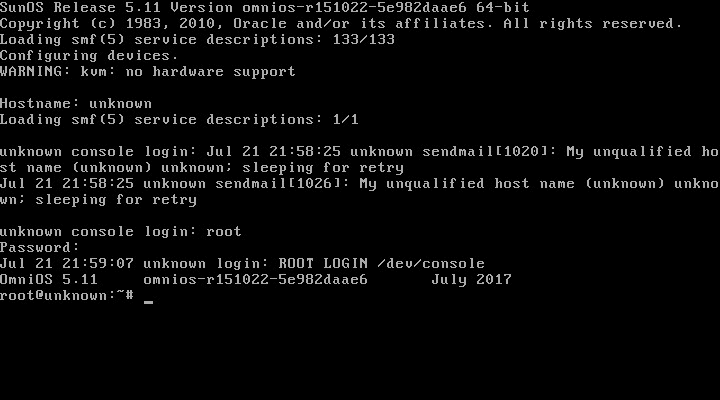 SunOS Release 5.11 Version omnios-r151022-5e982daae6 64-bit
Copyright (c) 1983, 2010, Oracle and/or its affiliates. All rights reserved.
Loading smf(5) service descriptions: 133/133
Configuring devices.
WARNING: kvm: no hardware support
Hostname: unknown
Loading smf(5) service descriptions: 1/1
unknown console login: Jul 21 21:58:25 unknown sendmail[1020]: My unqualified ho
st name (unknown) unknown; sleeping for retry
Jul 21 21:58:25 unknown sendmail[1026]: My unqualified host name (unknown) unkno
wn; sleeping for retry
unknown console login: root
Password:
Jul 21 21:59:07 unknown login: ROOT LOGIN /dev/console
OmniOS 5.11     omnios-r151022-5e982daae6        July 2017
root@unknown:~# _